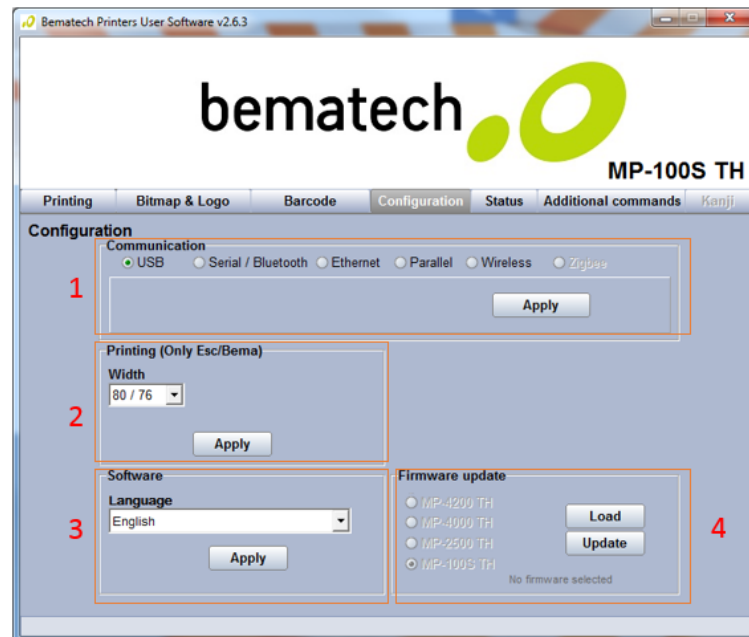 Bematech Printers User Software v2.6.3
bematech
MP-100S TH
Printing Bitmap & Logo Barcode Configuration Status Additional commands Kanji
Configuration
Communication
USB Serial / Bluetooth Ethernet Parallel Wireless Zigbee
1
Apply
Printing (Only Esc/Bema)
Width
80 / 76
2
Apply
Software
Language
English
3
Apply
Firmware update
MP-4200 TH
MP-4000 TH
MP-2500 TH
MP-100S TH
Load
Update
No firmware selected
4